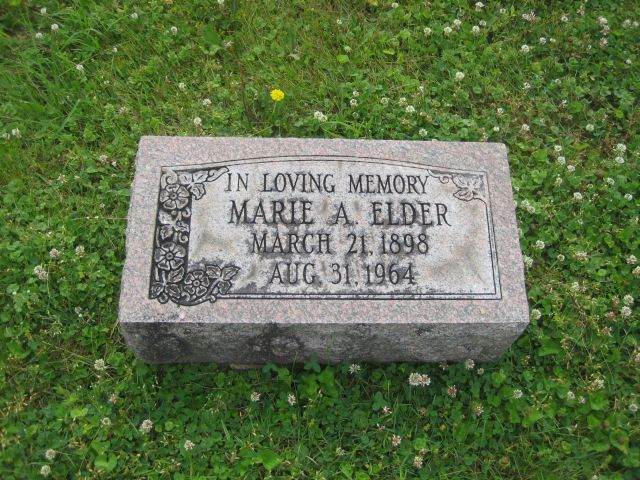 IN LOVING MEMORY
MARIE A. ELDER
MARCH 21, 1898
AUG. 31, 1964